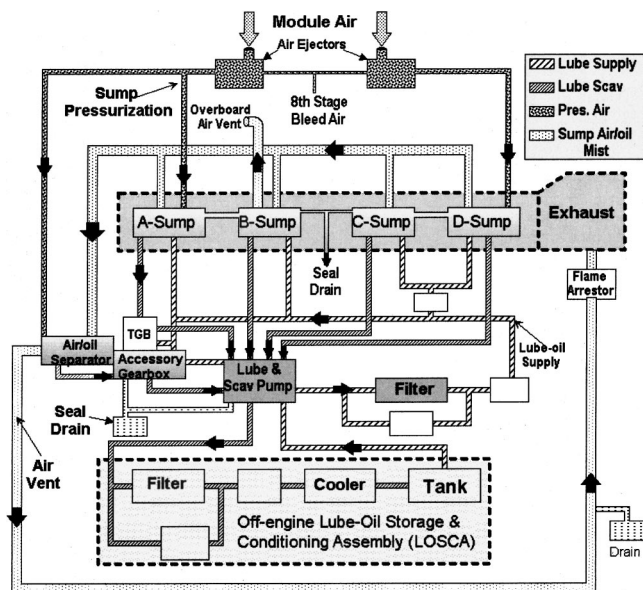 Module Air
Air Ejectors
Lube Supply
Lube Scav
Pres. Air
Sump Air/oil
Mist
Sump
Pressurization
Overboard
Air Vent
8th Stage
Bleed Air
A-Sump
B-Sump
C-Sump
D-Sump
Exhaust
Seal
Drain
Flame
Arrestor
TGB
Air/oil
Separator
Accessory
Gearbox
Lube &
Scav Pump
Filter
Lube-oil
Supply
Seal
Drain
Air
Vent
Filter
Cooler
Tank
Off-engine Lube-Oil Storage &
Conditioning Assembly (LOSCA)
Drain